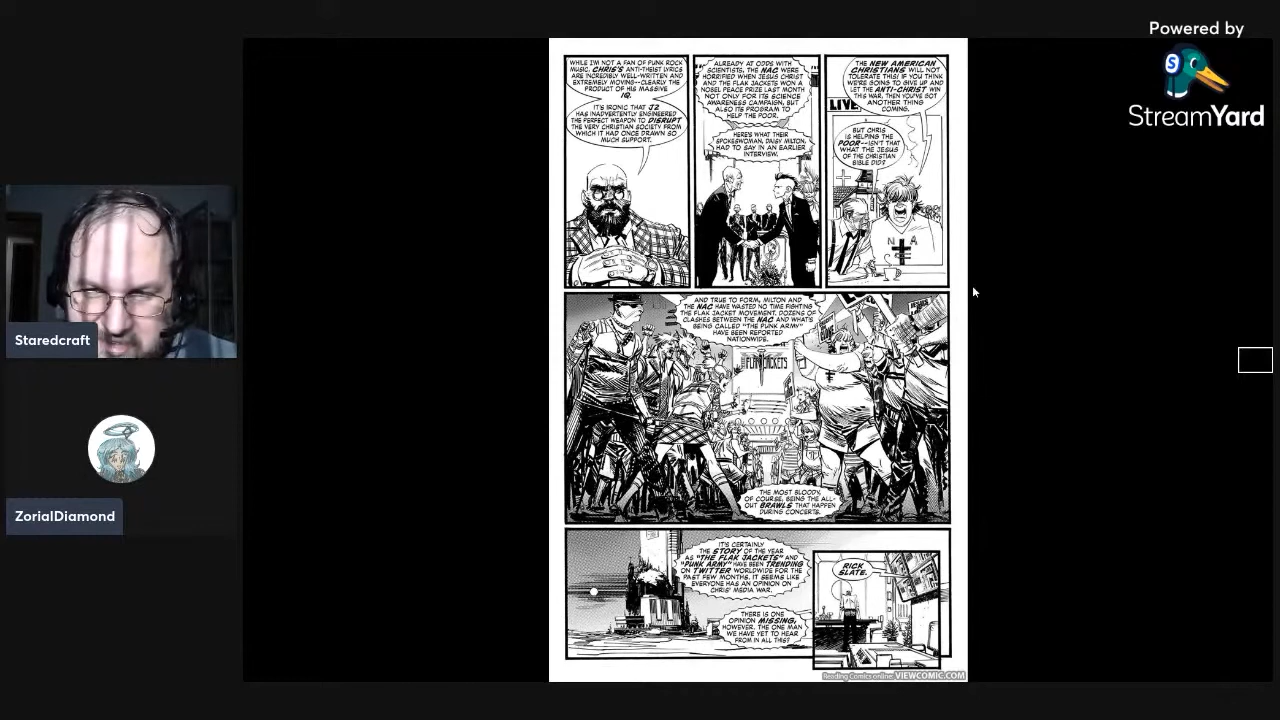 Powered by
StreamYard
Staredcraft
ZorialDiamond
WHILE I'M NOT A FAN OF PUNK ROCK
MUSIC, CHRIS'S ANTI-THEIST LYRICS
ARE INCREDIBLY WELL-WRITTEN AND
EXTREMELY MOVING--CLEARLY THE
PRODUCT OF HIS MASSIVE
IQ.
IT'S IRONIC THAT J2
HAS INADVERTENTLY ENGINEERED
THE PERFECT WEAPON TO DISRUPT
THE VERY CHRISTIAN SOCIETY FROM
WHICH IT HAD ONCE DRAWN SO
MUCH SUPPORT.
ALREADY AT ODDS WITH
SCIENTISTS, THE NAC WERE
HORRIFIED WHEN JESUS CHRIST
AND THE FLAK JACKETS WON A
NOBEL PEACE PRIZE LAST MONTH
NOT ONLY FOR ITS SCIENCE
AWARENESS CAMPAIGN, BUT
ALSO ITS PROGRAM TO
HELP THE POOR.
HERE'S WHAT THEIR
SPOKESWOMAN, DAISY MILTON,
HAD TO SAY IN AN EARLIER
INTERVIEW.
THE NEW AMERICAN
CHRISTIANS WILL NOT
TOLERATE THIS! IF YOU THINK
WE'RE GOING TO GIVE UP AND
LET THE ANTI-CHRIST WIN
THIS WAR, THEN YOU'VE GOT
ANOTHER THING
COMING.
LIVE
BUT CHRIS
IS HELPING THE
POOR--ISN'T THAT
WHAT THE JESUS
OF THE CHRISTIAN
BIBLE DID?
N A
AND TRUE TO FORM, MILTON AND
THE NAC HAVE WASTED NO TIME FIGHTING
THE FLAK JACKET MOVEMENT. DOZENS OF
CLASHES BETWEEN THE NAC AND WHAT'S
BEING CALLED "THE PUNK ARMY"
HAVE BEEN REPORTED
NATIONWIDE.
FLAK JACKETS
THE MOST BLOODY,
OF COURSE, BEING THE ALL-
OUT BRAWLS THAT HAPPEN
DURING CONCERTS.
IT'S CERTAINLY
THE STORY OF THE YEAR
AS "THE FLAK JACKETS" AND
"PUNK ARMY" HAVE BEEN TRENDING
ON TWITTER WORLDWIDE FOR THE
PAST FEW MONTHS. IT SEEMS LIKE
EVERYONE HAS AN OPINION ON
CHRIS' MEDIA WAR.
THERE IS ONE
OPINION MISSING,
HOWEVER. THE ONE MAN
WE HAVE YET TO HEAR
FROM IN ALL THIS?
RICK
SLATE.
Reading Comics online: VIEWCOMIC.COM